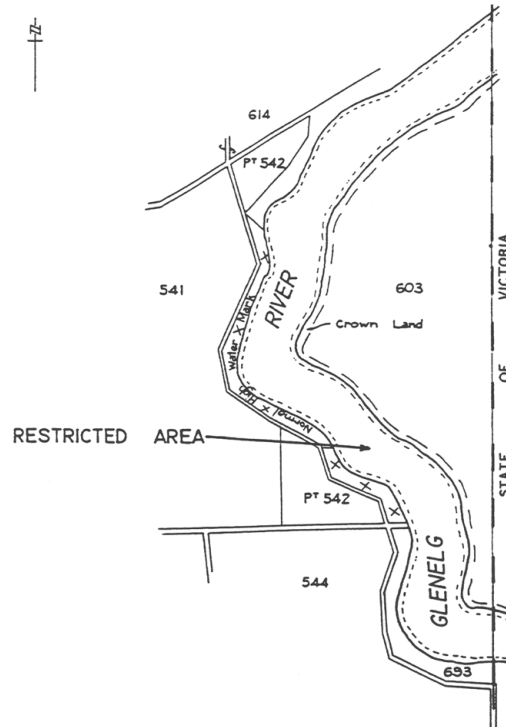 N
614
PT 542
541
603
VICTORIA
RIVER
Crown Land
Normal High Water Mark
OF
RESTRICTED AREA
STATE
PT 542
544
GLENELG
693